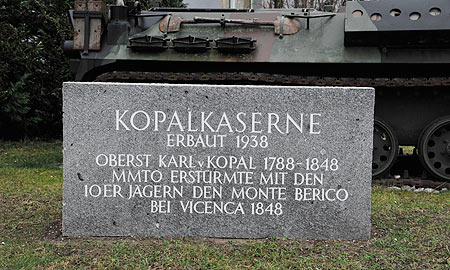 KOPALKASERNE
ERBAUT 1938
OBERST KARL v KOPAL 1788-1848
MMTO ERSTÜRMTE MIT DEN
10ER JÄGERN DEN MONTE BERICO
BEI VICENCA 1848